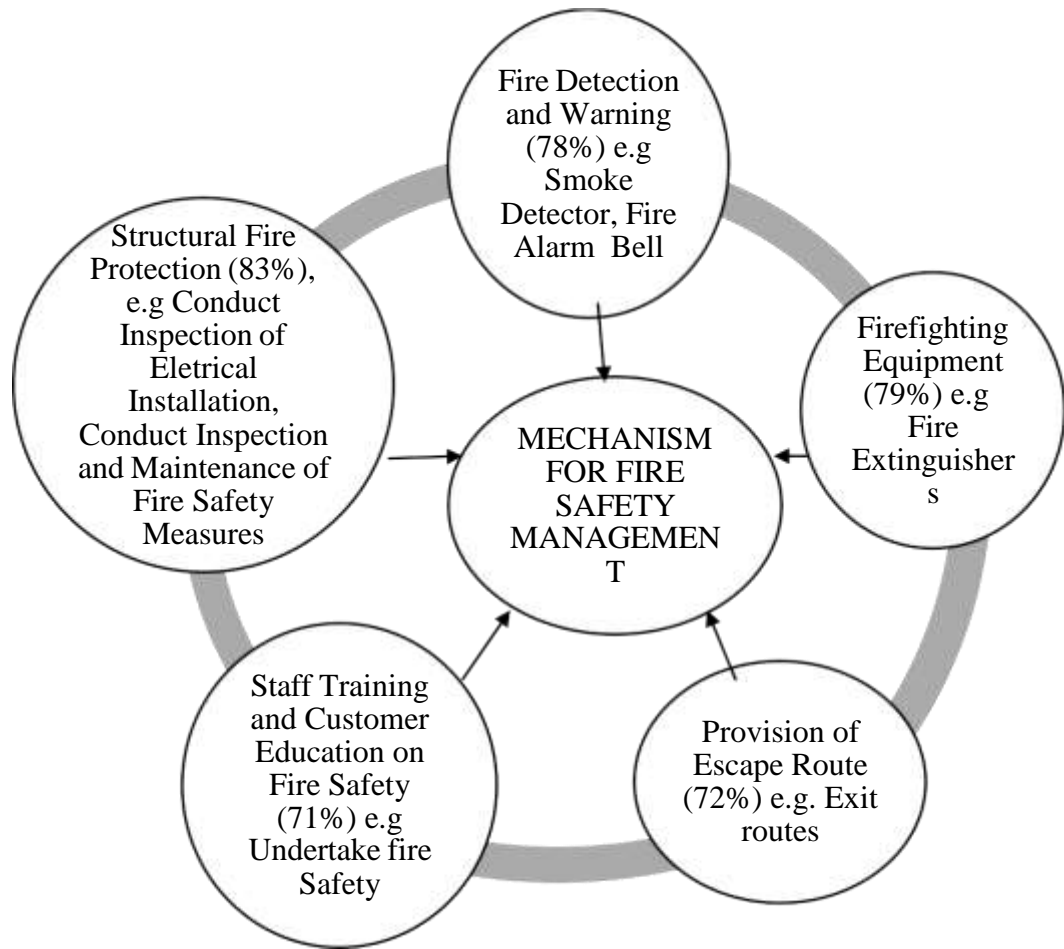 Fire Detection
and Warning
(78%) e.g
Smoke
Detector, Fire
Alarm Bell
Structural Fire
Protection (83%),
e.g Conduct
Inspection of
Eletrical
Installation,
Conduct Inspection
and Maintenance of
Fire Safety
Measures
Firefighting
Equipment
(79%) e.g
Fire
Extinguisher
s
MECHANISM
FOR FIRE
SAFETY
MANAGEMEN
T
Staff Training
and Customer
Education on
Fire Safety
(71%) e.g
Undertake fire
Safety
Provision of
Escape Route
(72%) e.g. Exit
routes